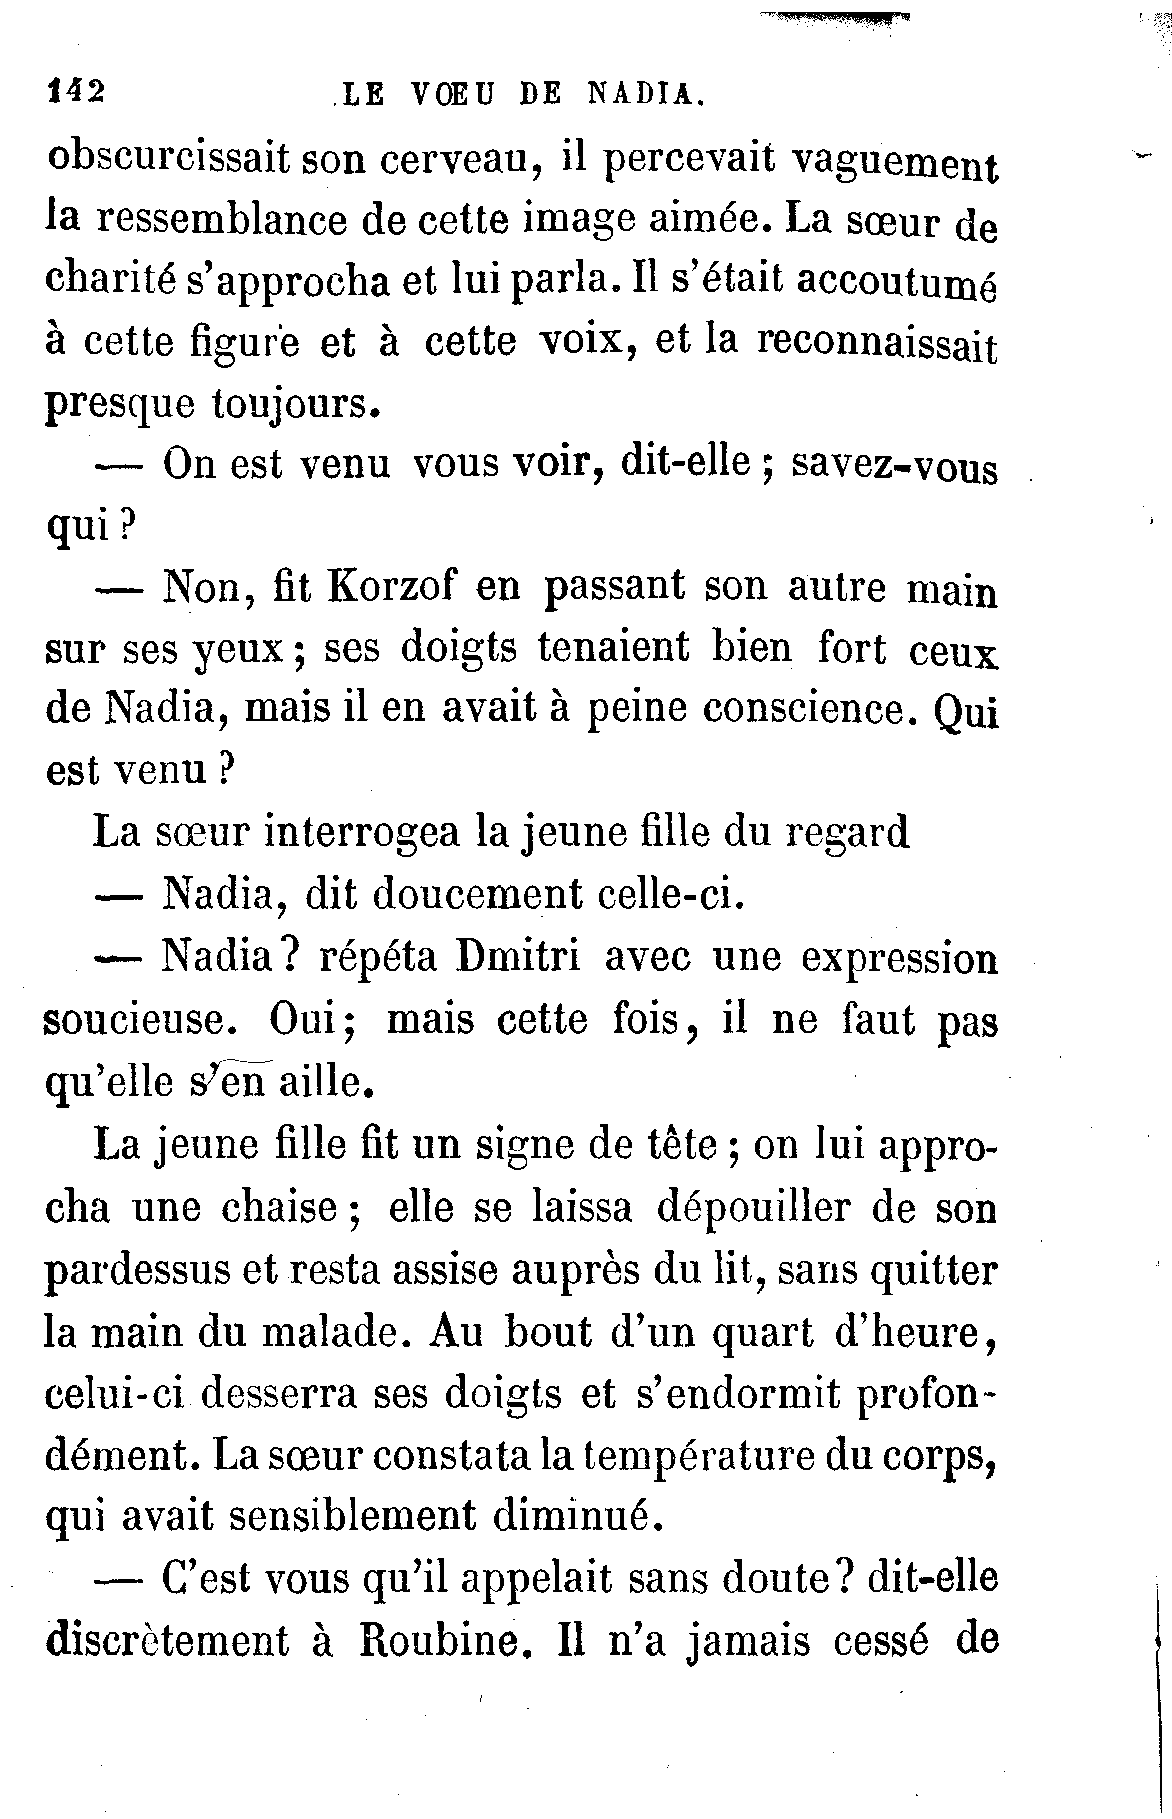 142 LE VŒU DE NADIA.
obscurcissait son cerveau, il percevait vaguement
la ressemblance de cette image aimée. La sœur de
charité s'approcha et lui parla. Il s'était accoutumé
à cette figure et à cette voix, et la reconnaissait
presque toujours.
— On est venu vous voir, dit-elle ; savez-vous
qui ?
— Non, fit Korzof en passant son autre main
sur ses yeux ; ses doigts tenaient bien fort ceux
de Nadia, mais il en avait à peine conscience. Qui
est venu ?
La sœur interrogea la jeune fille du regard
— Nadia, dit doucement celle-ci.
— Nadia ? répéta Dmitri avec une expression
soucieuse. Oui ; mais cette fois, il ne faut pas
qu'elle s'en aille.
La jeune fille fit un signe de tête ; on lui appro-
cha une chaise ; elle se laissa dépouiller de son
pardessus et resta assise auprès du lit, sans quitter
la main du malade. Au bout d'un quart d'heure,
celui-ci desserra ses doigts et s'endormit profon-
dément. La sœur constata la température du corps,
qui avait sensiblement diminué.
— C'est vous qu'il appelait sans doute ? dit-elle
discrètement à Roubine. Il n'a jamais cessé de